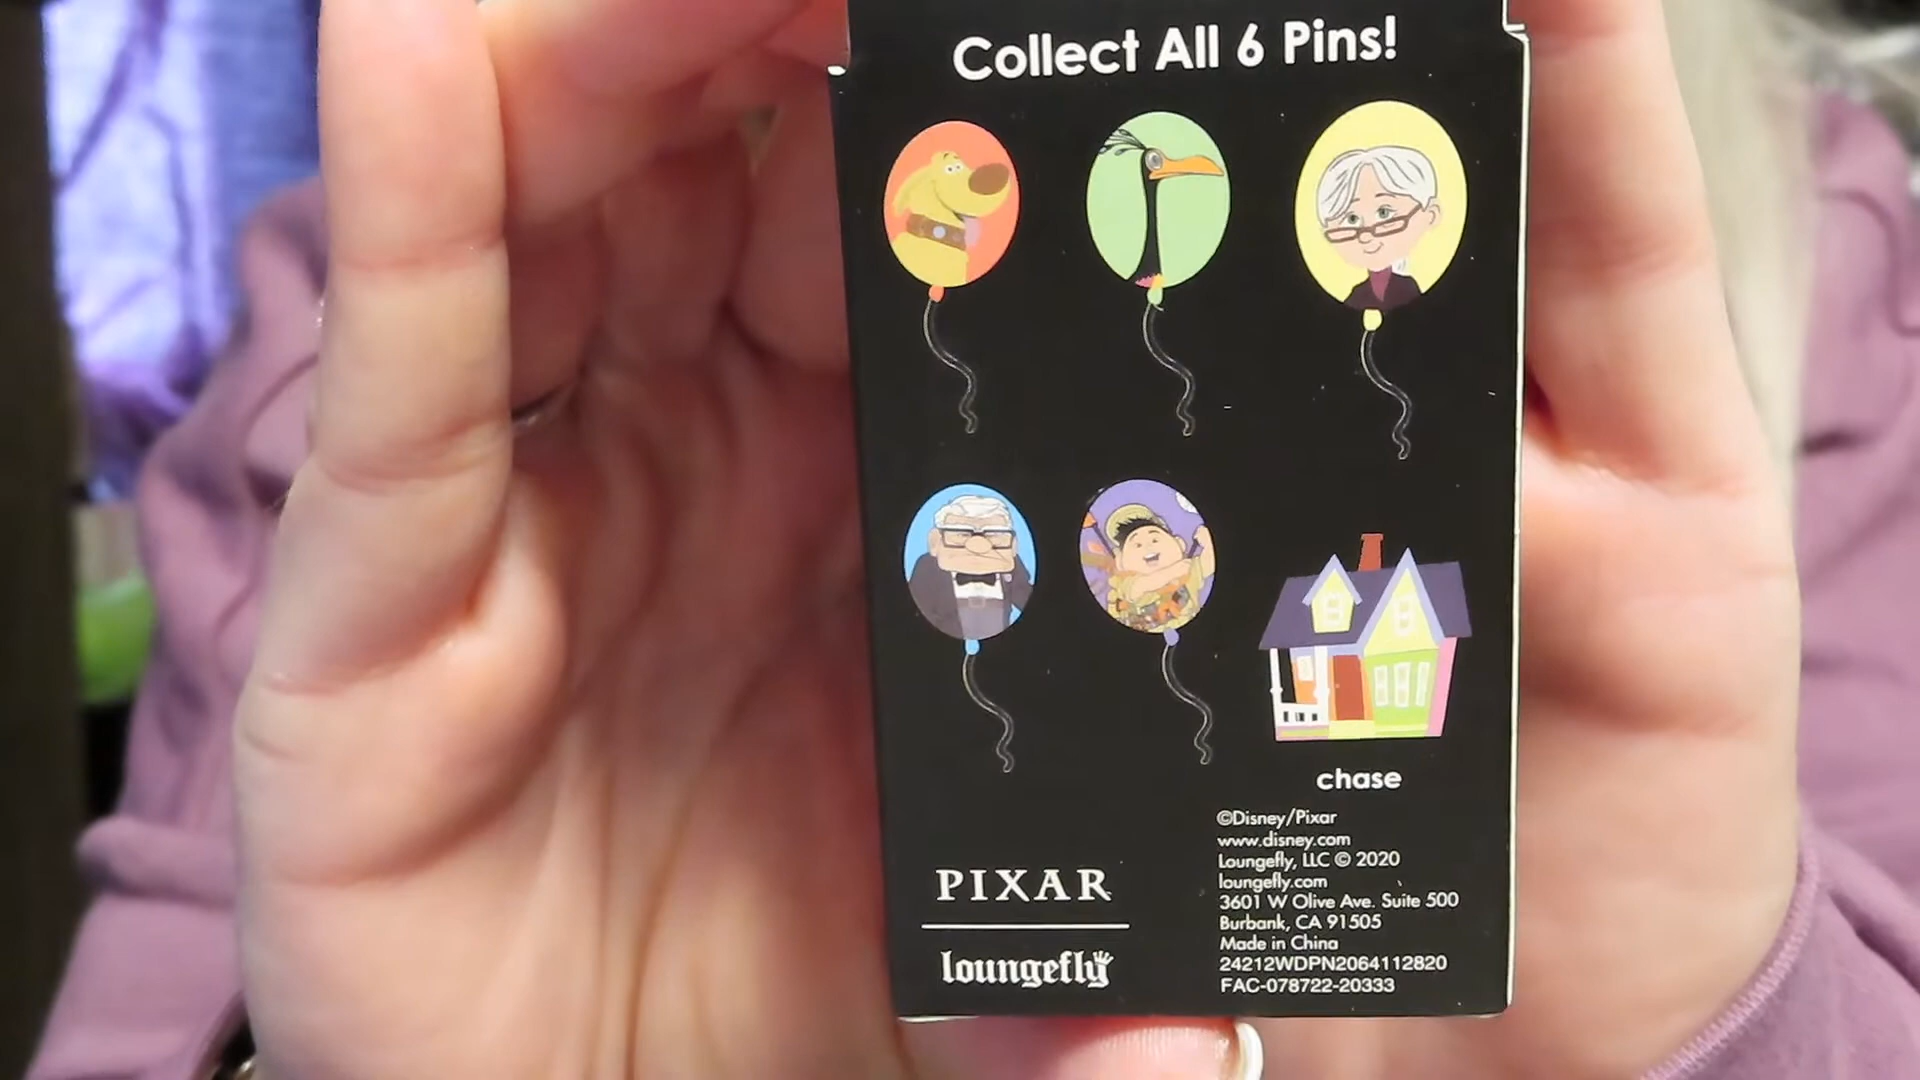 Collect All 6 Pins!
chase
©Disney/Pixar
www.disney.com
Loungefly, LLC © 2020
loungefly.com
3601 W Olive Ave. Suite 500
Burbank, CA 91505
Made in China
24212WDPN2064112820
FAC-078722-20333
PIXAR
loungefly